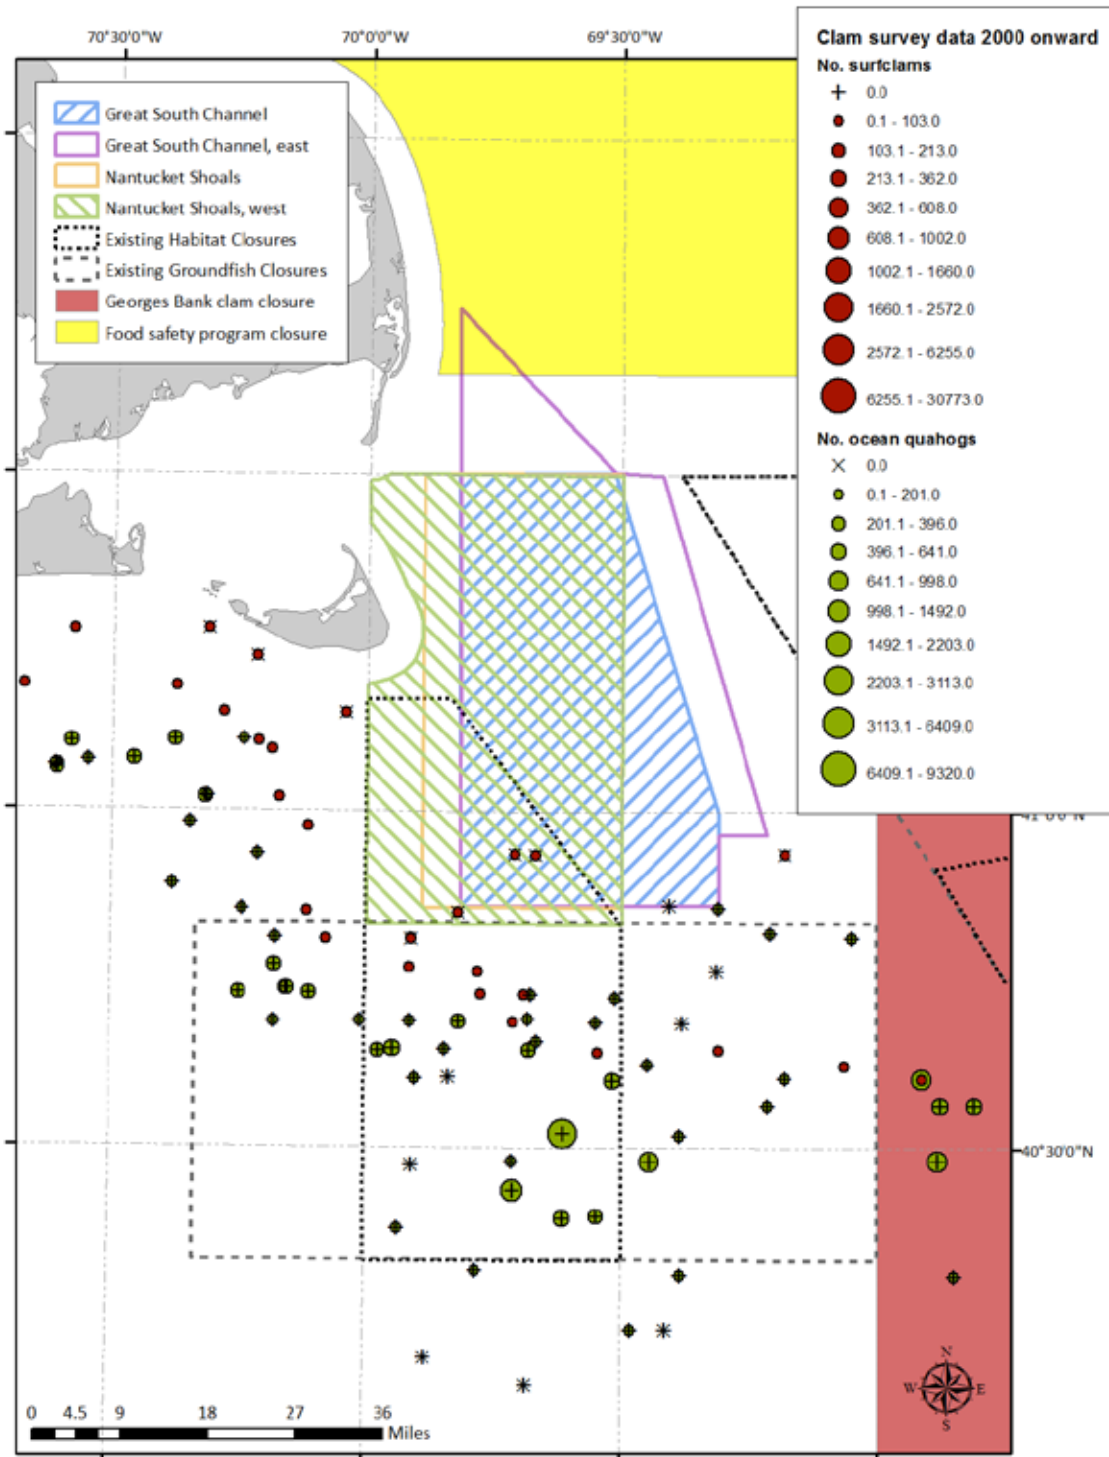 70°30'0"W
70°0'0"W
69°30'0"W
Great South Channel
Great South Channel, east
Nantucket Shoals
Nantucket Shoals, west
Existing Habitat Closures
Existing Groundfish Closures
Georges Bank clam closure
Food safety program closure
Clam survey data 2000 onward
No. surfclams
0.0
0.1 - 103.0
103.1 - 213.0
213.1 - 362.0
362.1 - 608.0
608.1 - 1002.0
1002.1 - 1660.0
1660.1 - 2572.0
2572.1 - 6255.0
6255.1 - 30773.0
No. ocean quahogs
0.0
0.1 - 201.0
201.1 - 396.0
396.1 - 641.0
641.1 - 998.0
998.1 - 1492.0
1492.1 - 2203.0
2203.1 - 3113.0
3113.1 - 6409.0
6409.1 - 9320.0
41°0'0"N
40°30'0"N
N
W E
S
0 4.5 9 18 27 36
Miles